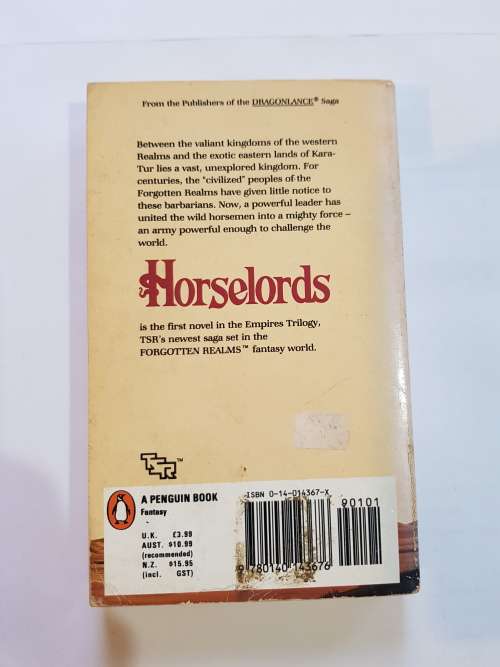 From the Publishers of the DRAGONLANCE® Saga
Between the valiant kingdoms of the western
Realms and the exotic eastern lands of Kara-
Tur lies a vast, unexplored kingdom. For
centuries, the "civilized" peoples of the
Forgotten Realms have given little notice to
these barbarians. Now, a powerful leader has
united the wild horsemen into a mighty force –
an army powerful enough to challenge the
world.
Horselords
is the first novel in the Empires Trilogy,
TSR's newest saga set in the
FORGOTTEN REALMS™ fantasy world.
TSR™
A PENGUIN BOOK
Fantasy
U.K. £3.99
AUST. $10.99
(recommended)
N.Z. $15.95
(incl. GST)
ISBN 0-14-014367-X
90101
9 780140 143676